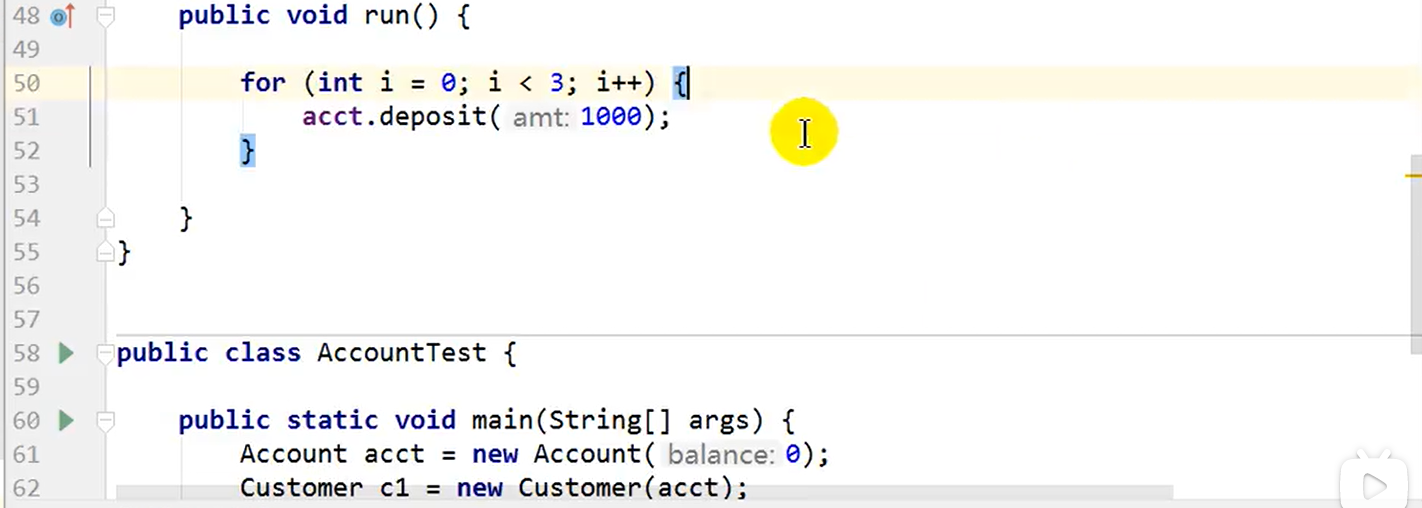 48 public void run() {
49
50 for (int i = 0; i < 3; i++) {
51 acct.deposit( amt: 1000);
52 }
53
54 }
55 }
56
57
58 public class AccountTest {
59
60 public static void main(String[] args) {
61 Account acct = new Account( balance: 0);
62 Customer c1 = new Customer(acct);